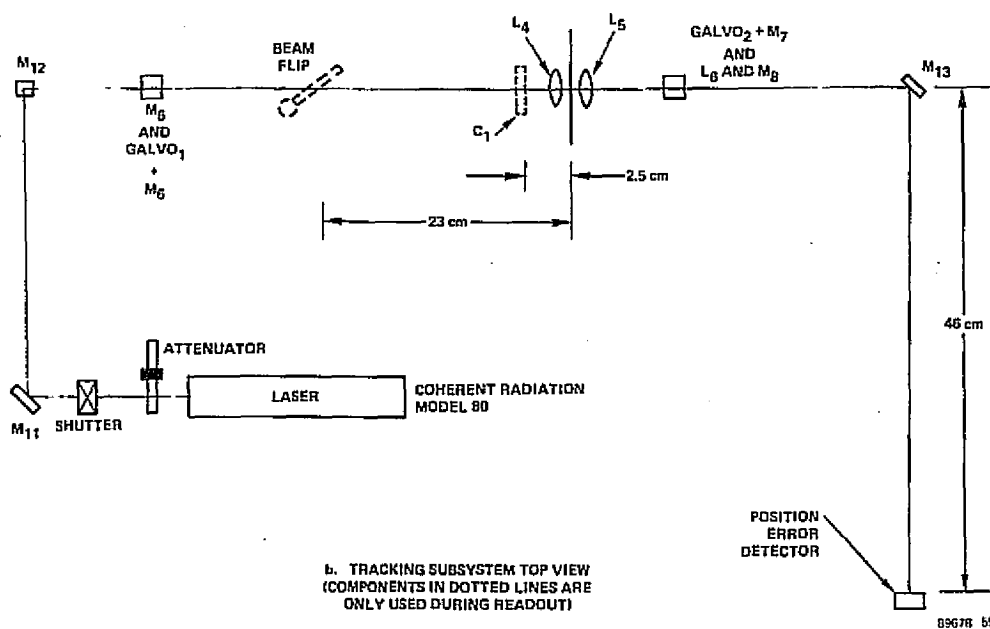 M12
M6
AND
GALVO1
+
M6
BEAM
FLIP
L4
L5
C1
GALVO2 + M7
AND
L6 AND M8
M13
2.5 cm
23 cm
46 cm
ATTENUATOR
LASER
COHERENT RADIATION
MODEL 80
M11
SHUTTER
POSITION
ERROR
DETECTOR
b. TRACKING SUBSYSTEM TOP VIEW
(COMPONENTS IN DOTTED LINES ARE
ONLY USED DURING READOUT)